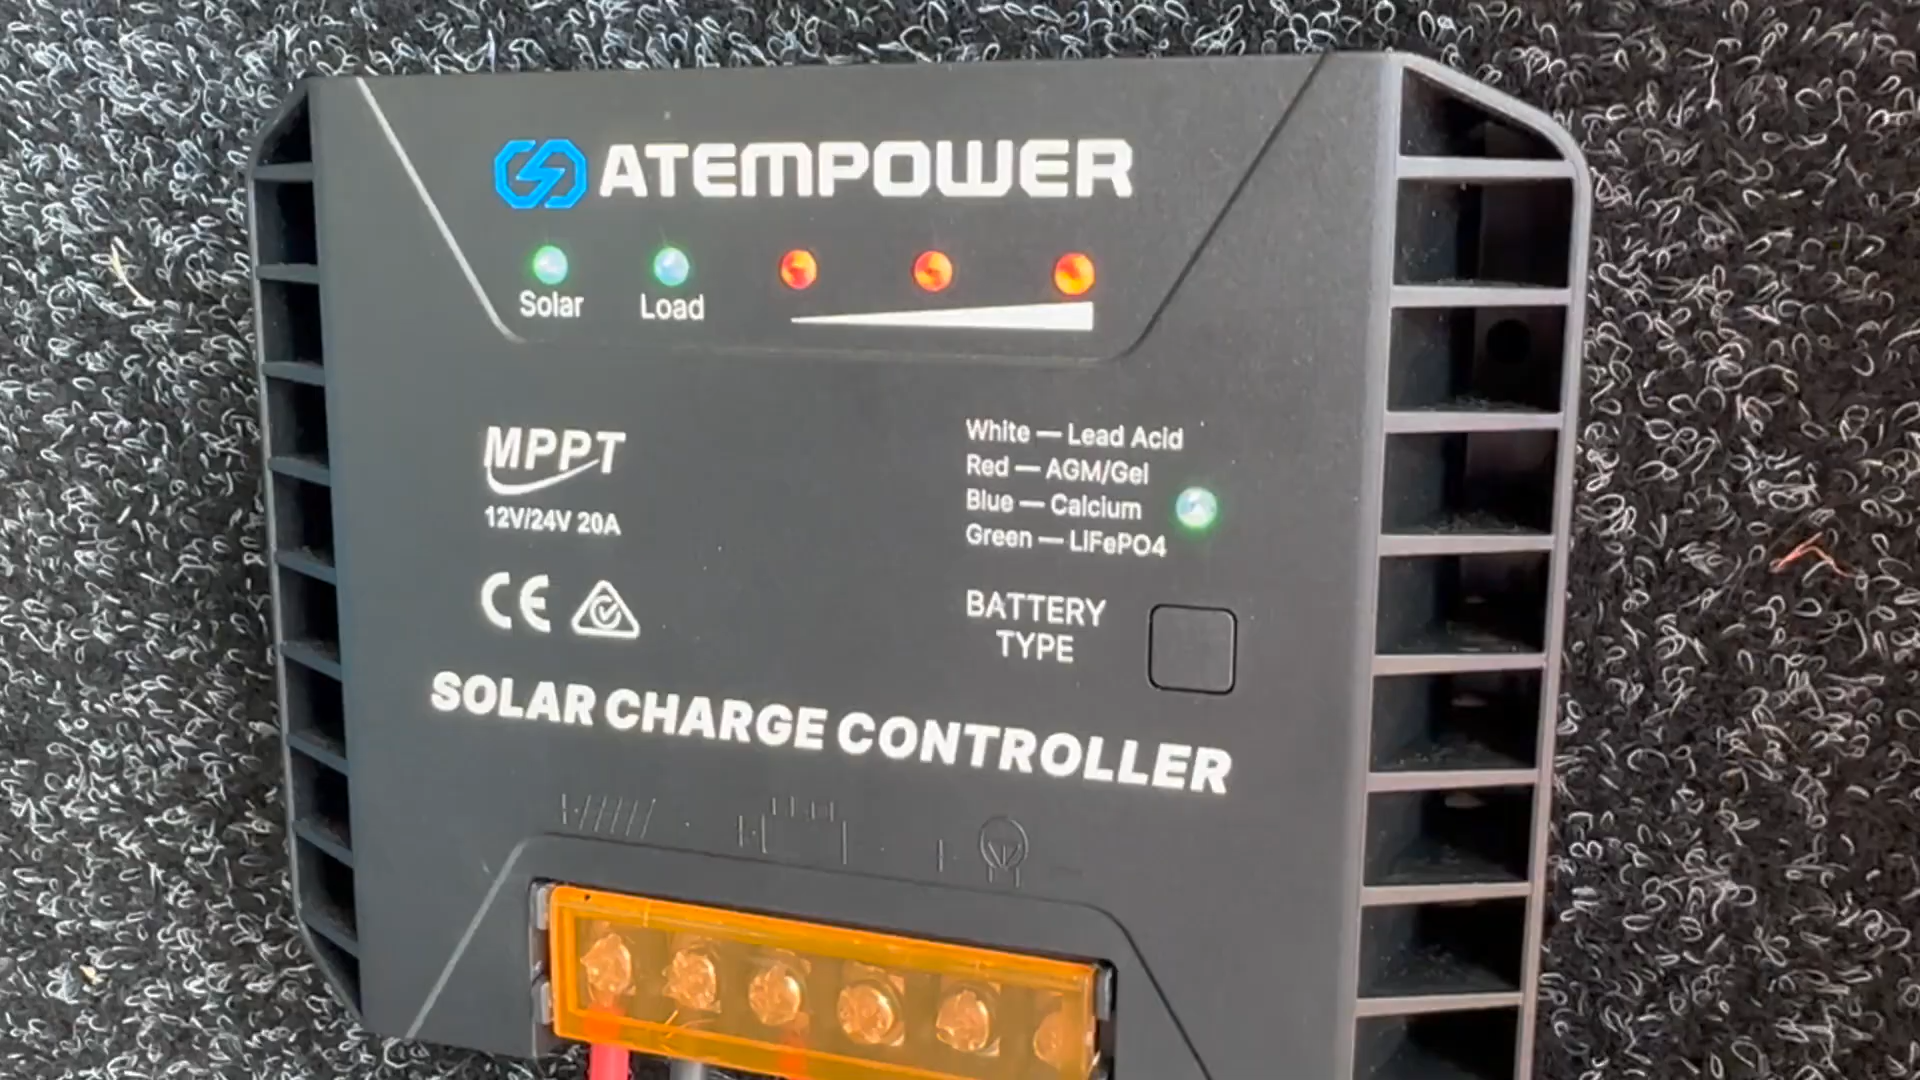 ATEMPOWER
Solar
Load
MPPT
12V/24V 20A
CE
White — Lead Acid
Red — AGM/Gel
Blue — Calcium
Green — LiFePO4
BATTERY
TYPE
SOLAR CHARGE CONTROLLER